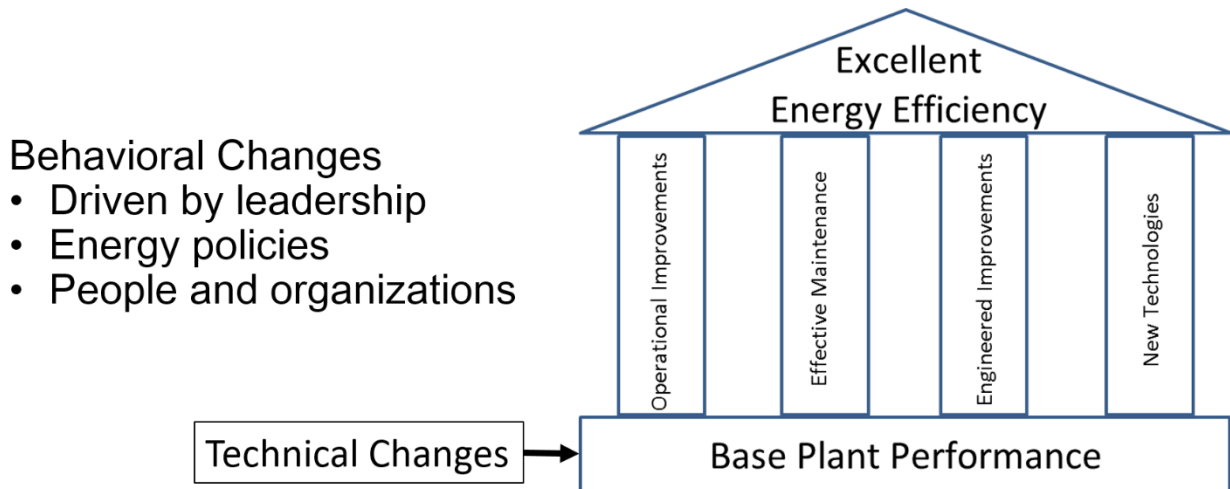 Behavioral Changes
• Driven by leadership
• Energy policies
• People and organizations
Excellent
Energy Efficiency
Operational Improvements
Effective Maintenance
Engineered Improvements
New Technologies
Technical Changes
Base Plant Performance